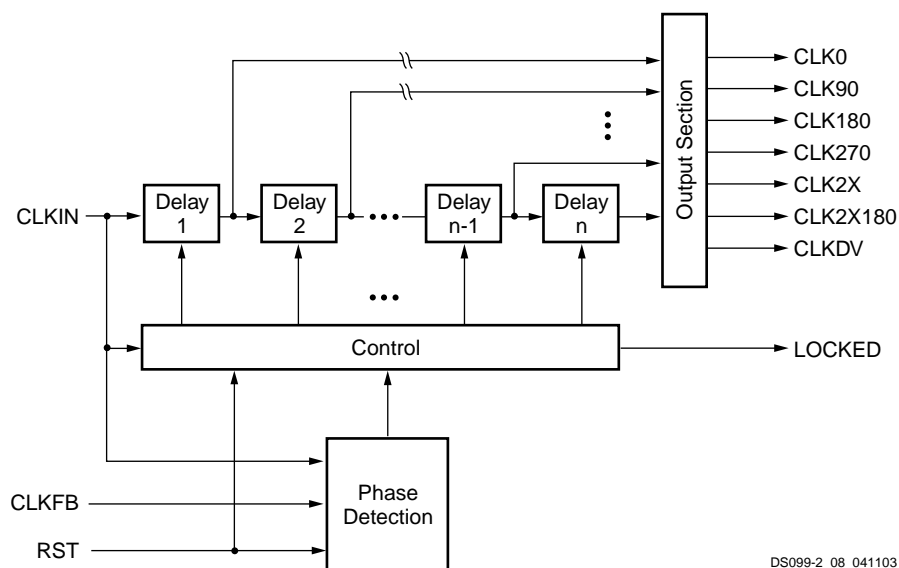 CLK0
CLK90
CLK180
CLK270
CLK2X
CLK2X180
CLKDV
Output Section
CLKIN
Delay
1
Delay
2
Delay
n-1
Delay
n
Control
LOCKED
Phase
Detection
CLKFB
RST
DS099-2_08_041103